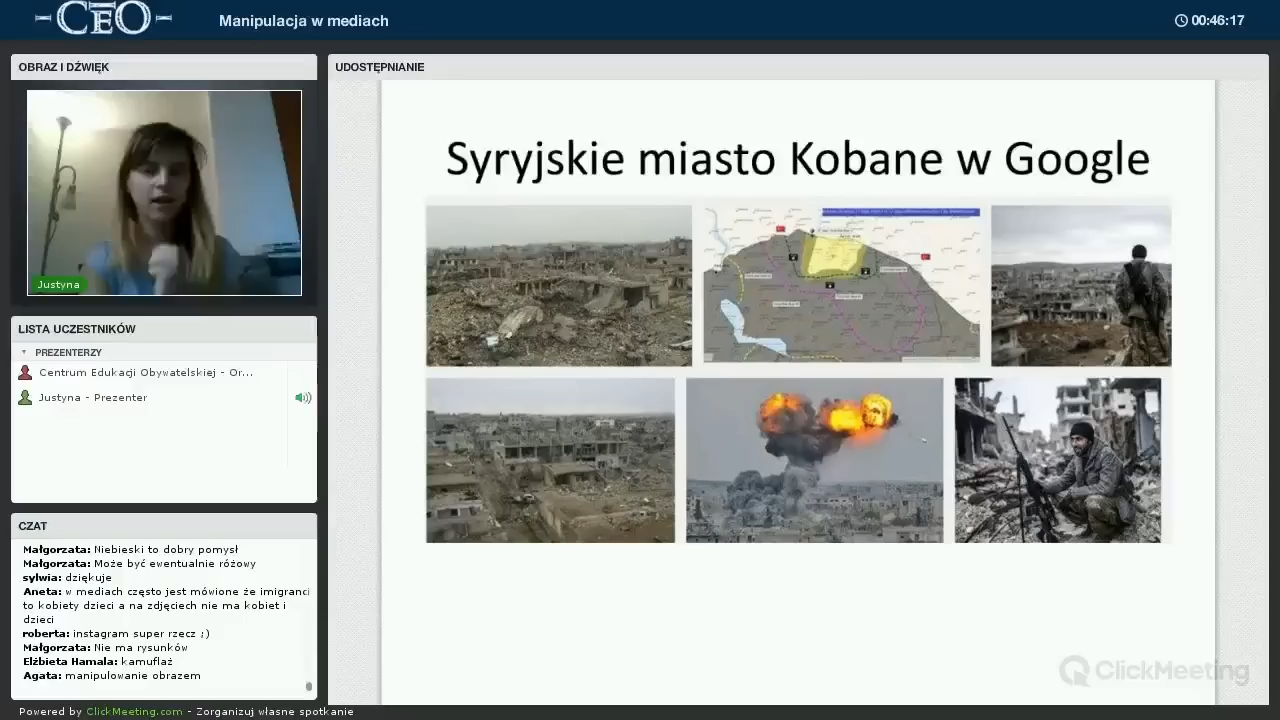 CEO
Manipulacja w mediach
00:46:17
OBRAZ I DŹWIĘK
Justyna
LISTA UCZESTNIKÓW
PREZENTERZY
Centrum Edukacji Obywatelskiej - Or...
Justyna - Prezenter
CZAT
Małgorzata: Niebieski to dobry pomysł
Małgorzata: Może być ewentualnie różowy
sylwia: dziękuje
Aneta: w mediach często jest mówione że imigranci
to kobiety dzieci a na zdjęciech nie ma kobiet i
dzieci
roberta: instagram super rzecz ;)
Małgorzata: Nie ma rysunków
Elżbieta Hamala: kamuflaż
Agata: manipulowanie obrazem
UDOSTĘPNIANIE
Syryjskie miasto Kobane w Google
ClickMeeting
Powered by ClickMeeting.com - Zorganizuj własne spotkanie